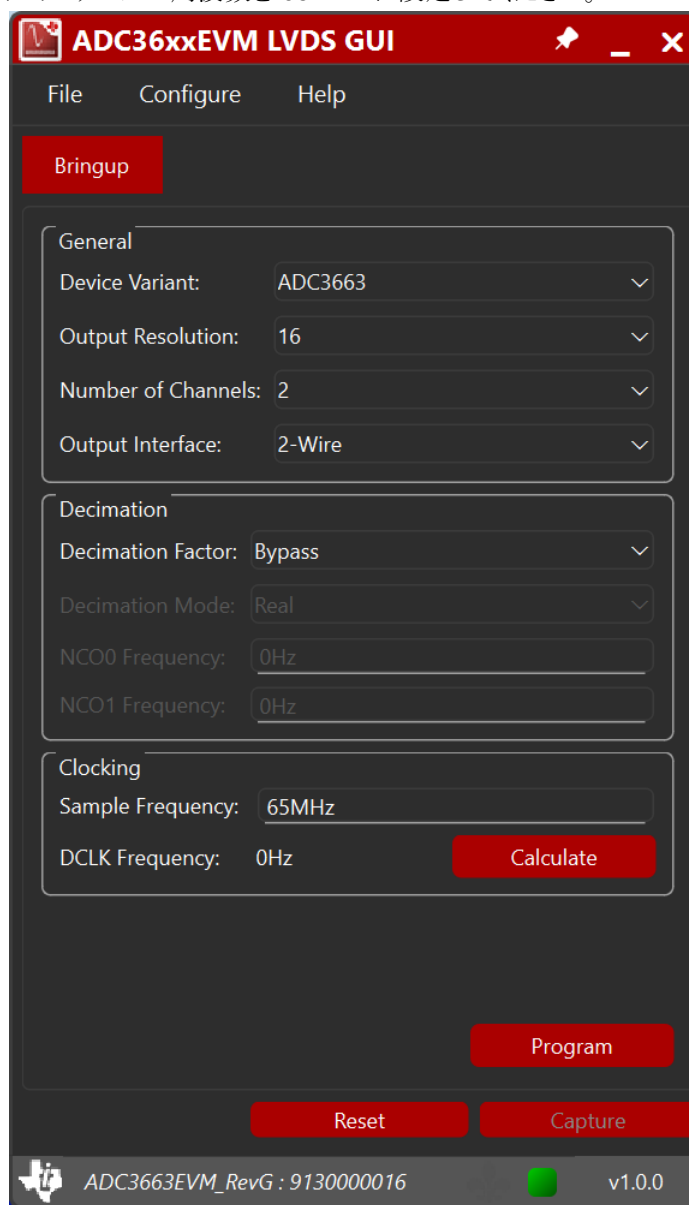 ADC36xxEVM LVDS GUI
File Configure Help
Bringup
General
Device Variant: ADC3663
Output Resolution: 16
Number of Channels: 2
Output Interface: 2-Wire
Decimation
Decimation Factor: Bypass
Decimation Mode: Real
NCO0 Frequency: 0Hz
NCO1 Frequency: 0Hz
Clocking
Sample Frequency: 65MHz
DCLK Frequency: 0Hz Calculate
Program
Reset Capture
ADC3663EVM_RevG : 9130000016 v1.0.0